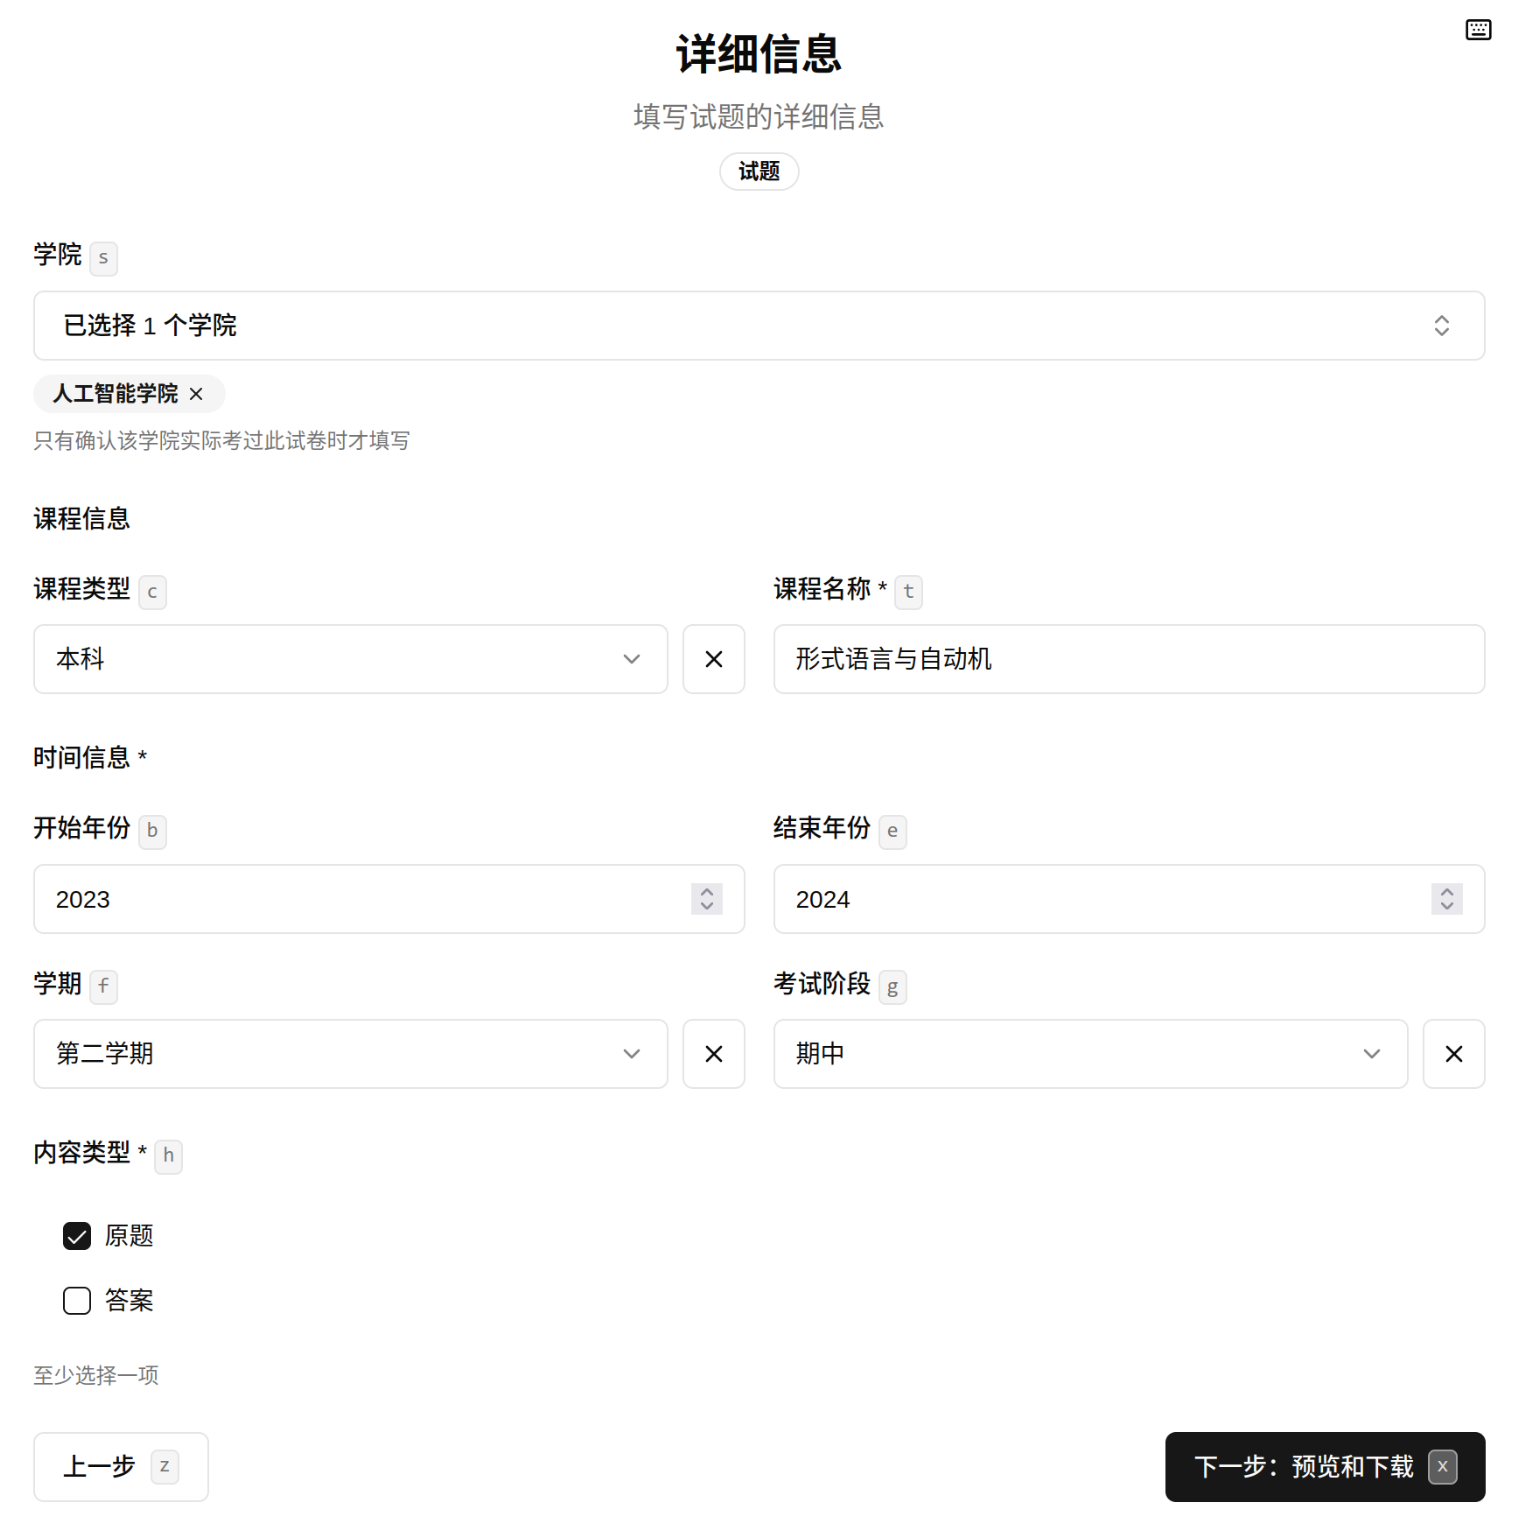 详细信息
填写试题的详细信息
试题
学院 s
已选择 1 个学院
人工智能学院
只有确认该学院实际考过此试卷时才填写
课程信息
课程类型 c
课程名称 * t
本科
形式语言与自动机
时间信息 *
开始年份 b
结束年份 e
2023
2024
学期 f
考试阶段 g
第二学期
期中
内容类型 * h
原题
答案
至少选择一项
上一步 z
下一步：预览和下载 x